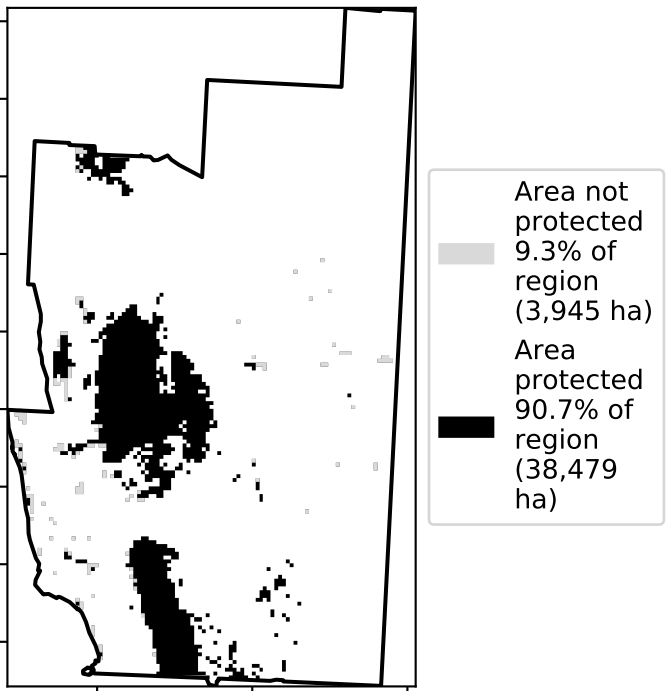 Area not
protected
9.3% of
region
(3,945 ha)
Area
protected
90.7% of
region
(38,479
ha)